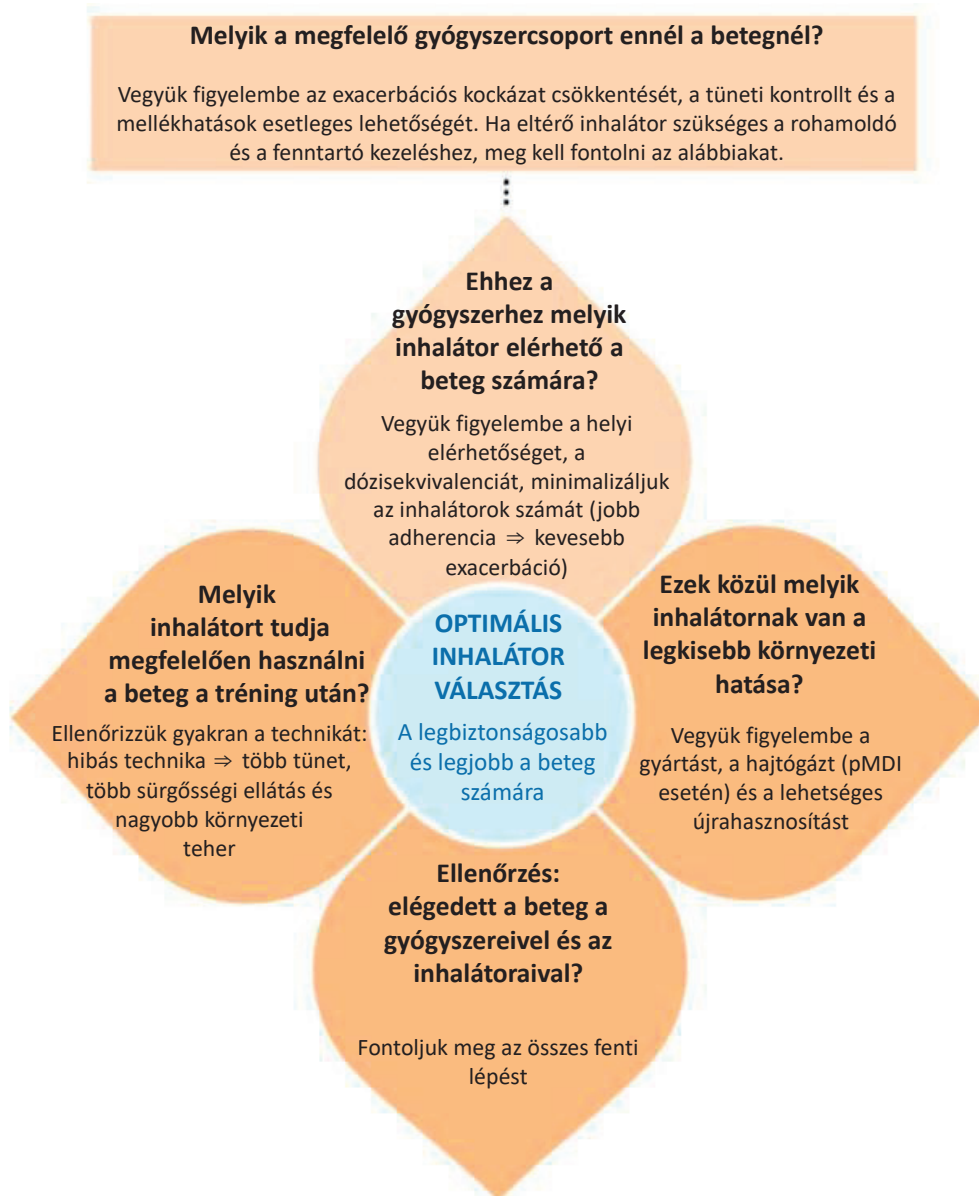 Melyik a megfelelő gyógyszercsoport ennél a betegnél?
Vegyük figyelembe az exacerbációs kockázat csökkentését, a tüneti kontrollt és a
mellékhatások esetleges lehetőségét. Ha eltérő inhalátor szükséges a rohamoldó
és a fenntartó kezeléshez, meg kell fontolni az alábbiakat.
Ehhez a
gyógyszerhez melyik
inhalátor elérhető a
beteg számára?
Vegyük figyelembe a helyi
elérhetőséget, a
dózisekvivalenciát, minimalizáljuk
az inhalátorok számát (jobb
adherencia ⇒ kevesebb
exacerbáció)
Melyik
inhalátort tudja
megfelelően használni
a beteg a tréning után?
Ellenőrizzük gyakran a technikát:
hibás technika ⇒ több tünet,
több sürgősségi ellátás és
nagyobb környezeti
teher
OPTIMÁLIS
INHALÁTOR
VÁLASZTÁS
A legbiztonságosabb
és legjobb a beteg
számára
Ezek közül melyik
inhalátornak van a
legkisebb környezeti
hatása?
Vegyük figyelembe a
gyártást, a hajtógázt (pMDI
esetén) és a lehetséges
újrahasznosítást
Ellenőrzés:
elégedett a beteg a
gyógyszereivel és az
inhalátoraival?
Fontoljuk meg az összes fenti
lépést